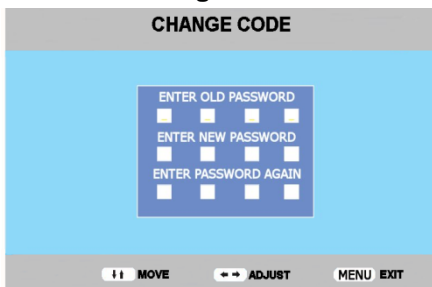 CHANGE CODE
ENTER OLD PASSWORD
ENTER NEW PASSWORD
ENTER PASSWORD AGAIN
MOVE ADJUST MENU EXIT